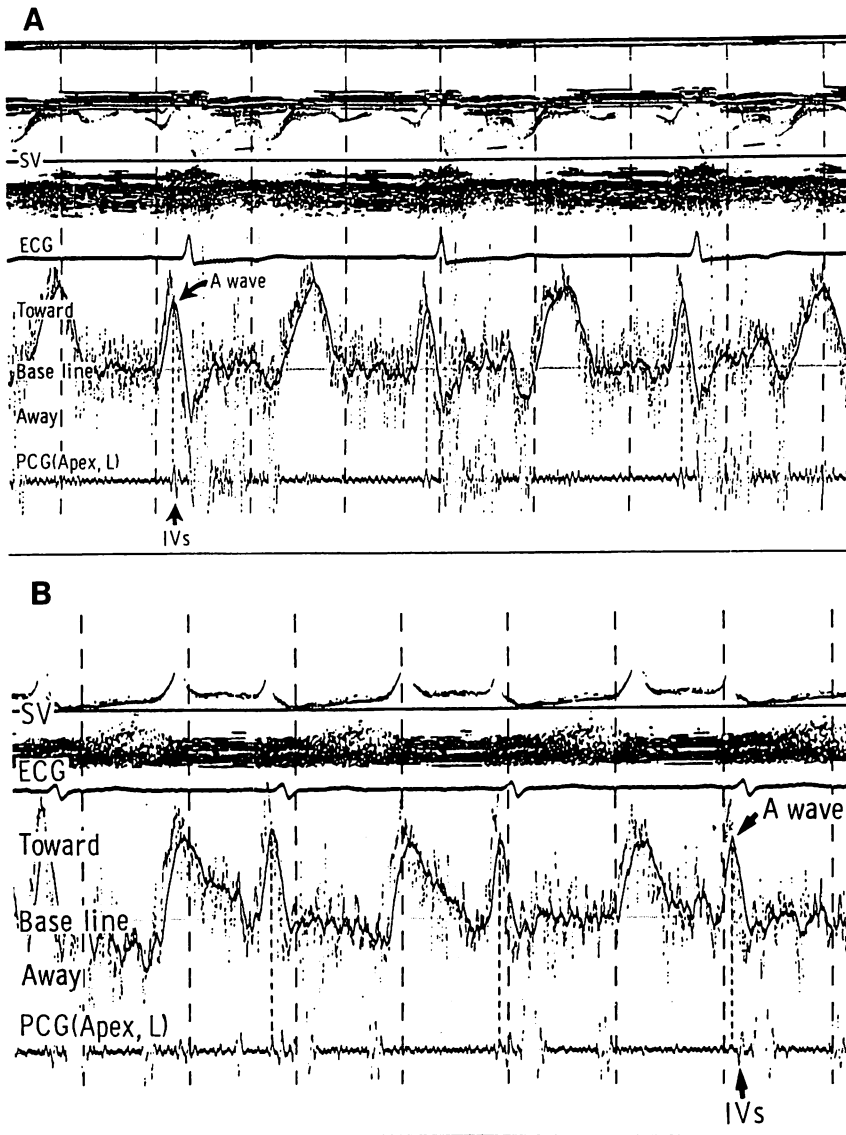 A
SV
ECG
A wave
Toward
Base line
Away
PCG(Apex, L)
IVs
B
SV
ECG
A wave
Toward
Base line
Away
PCG(Apex, L)
IVs